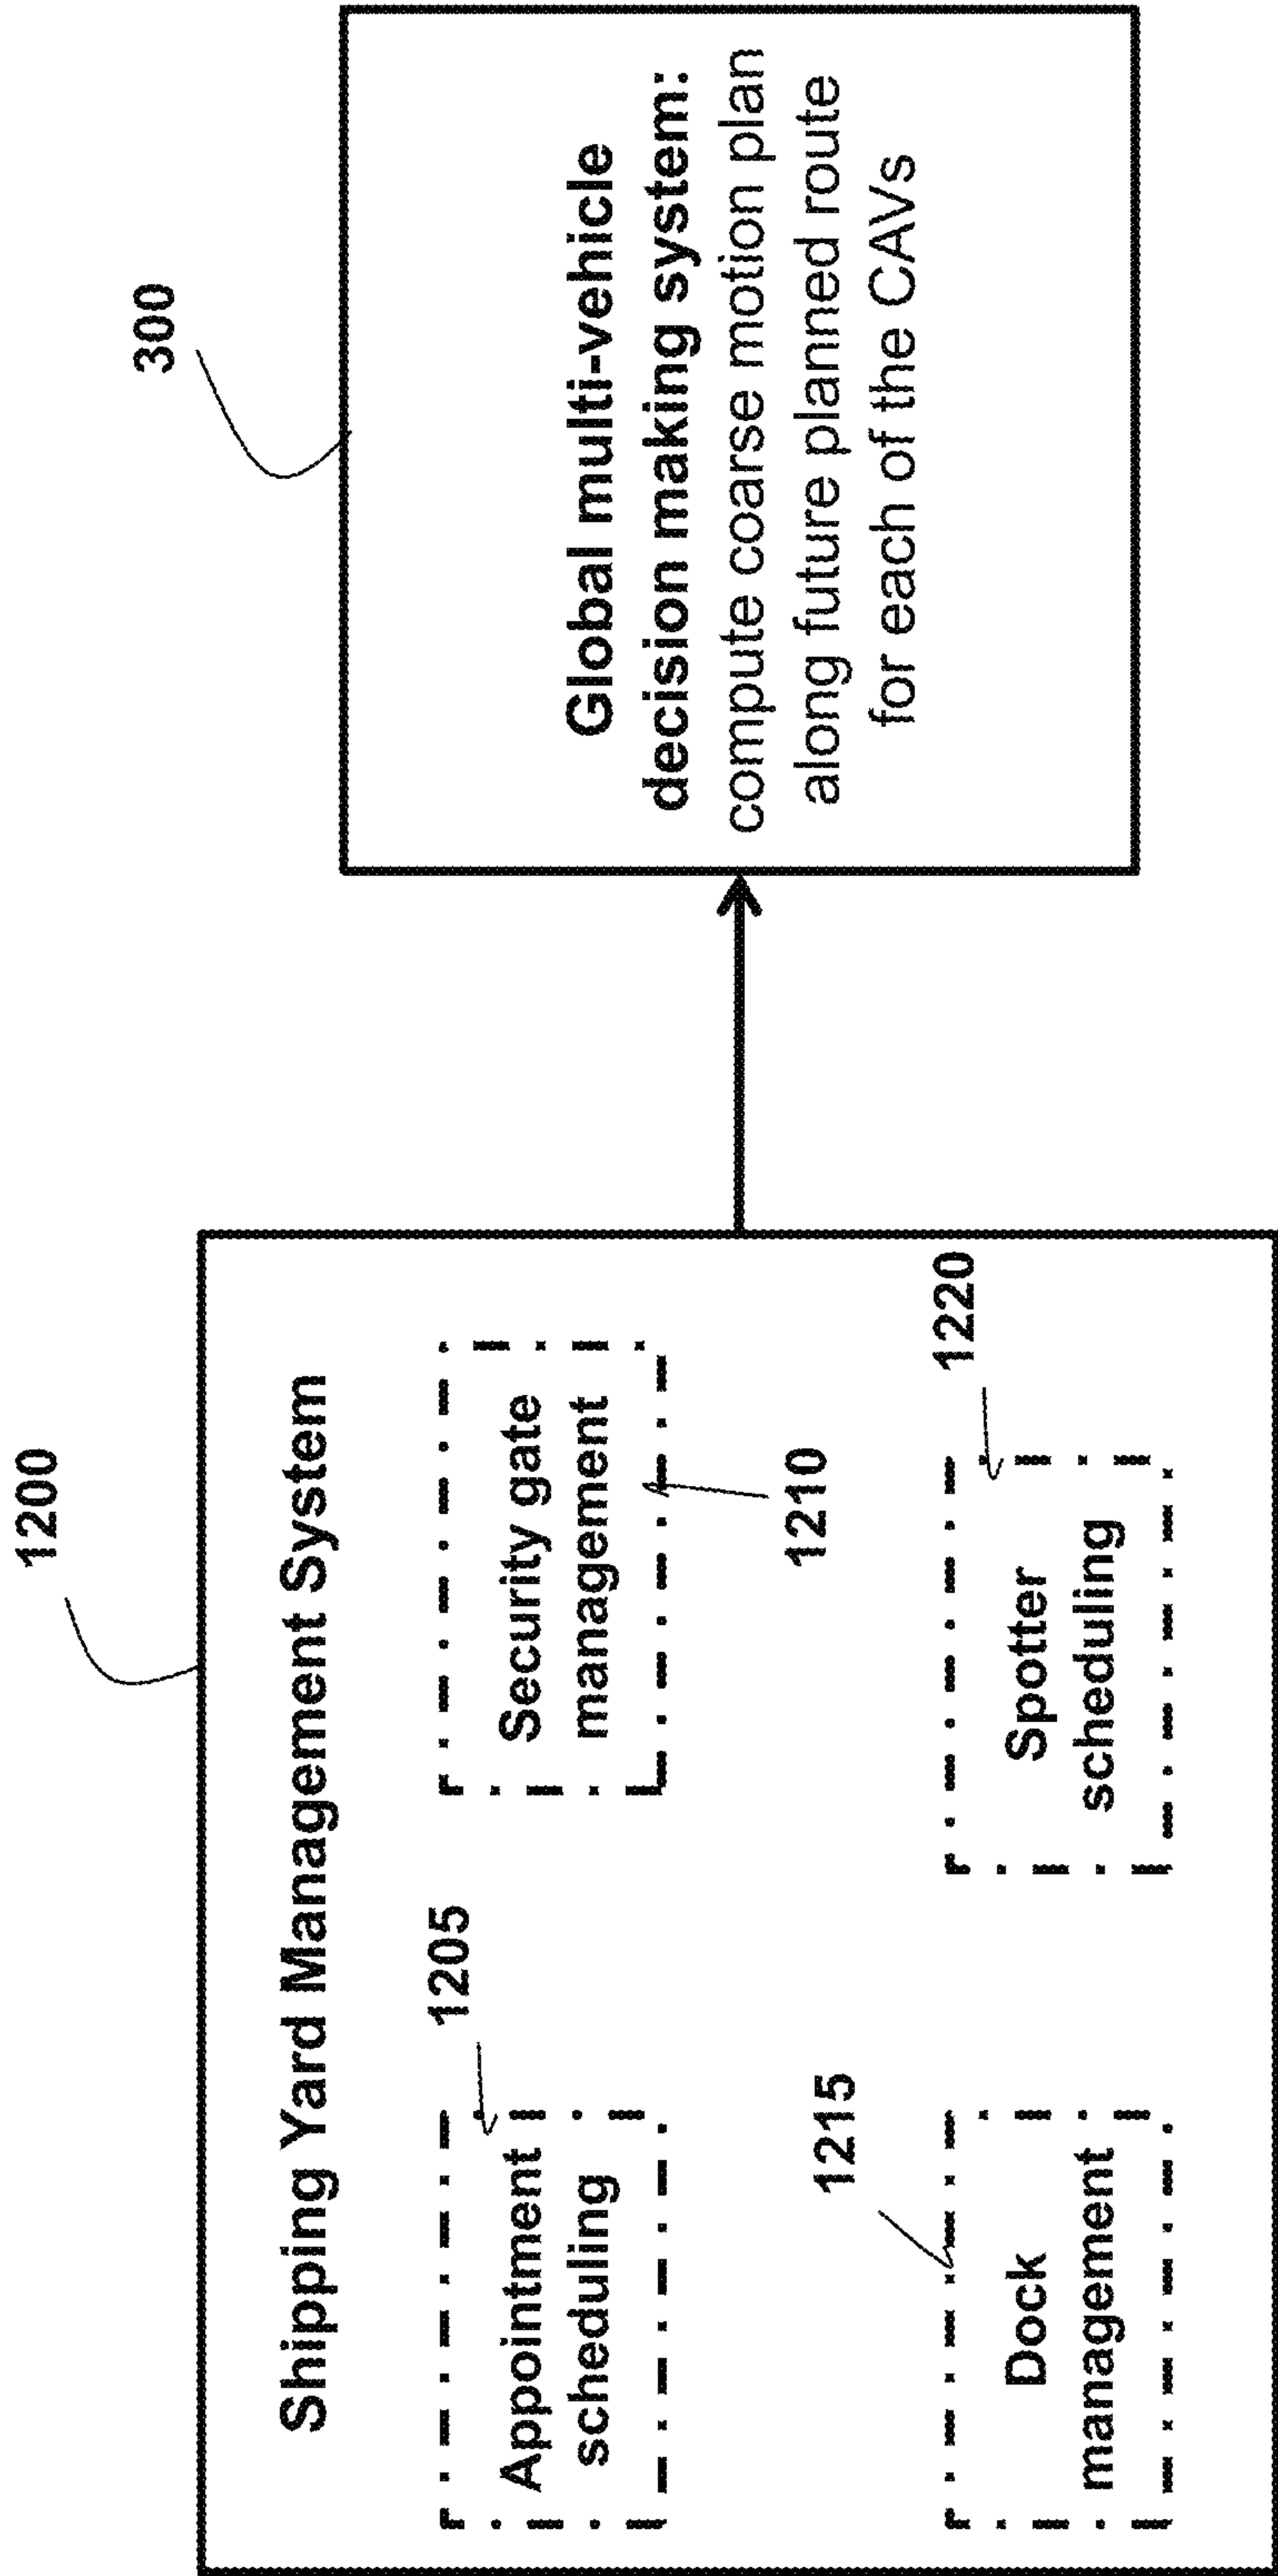 1200
Shipping Yard Management System
1205
Appointment
scheduling
Security gate
management
1210
1215
Dock
management
1220
Spotter
scheduling
300
Global multi-vehicle
decision making system:
compute coarse motion plan
along future planned route
for each of the CAVs